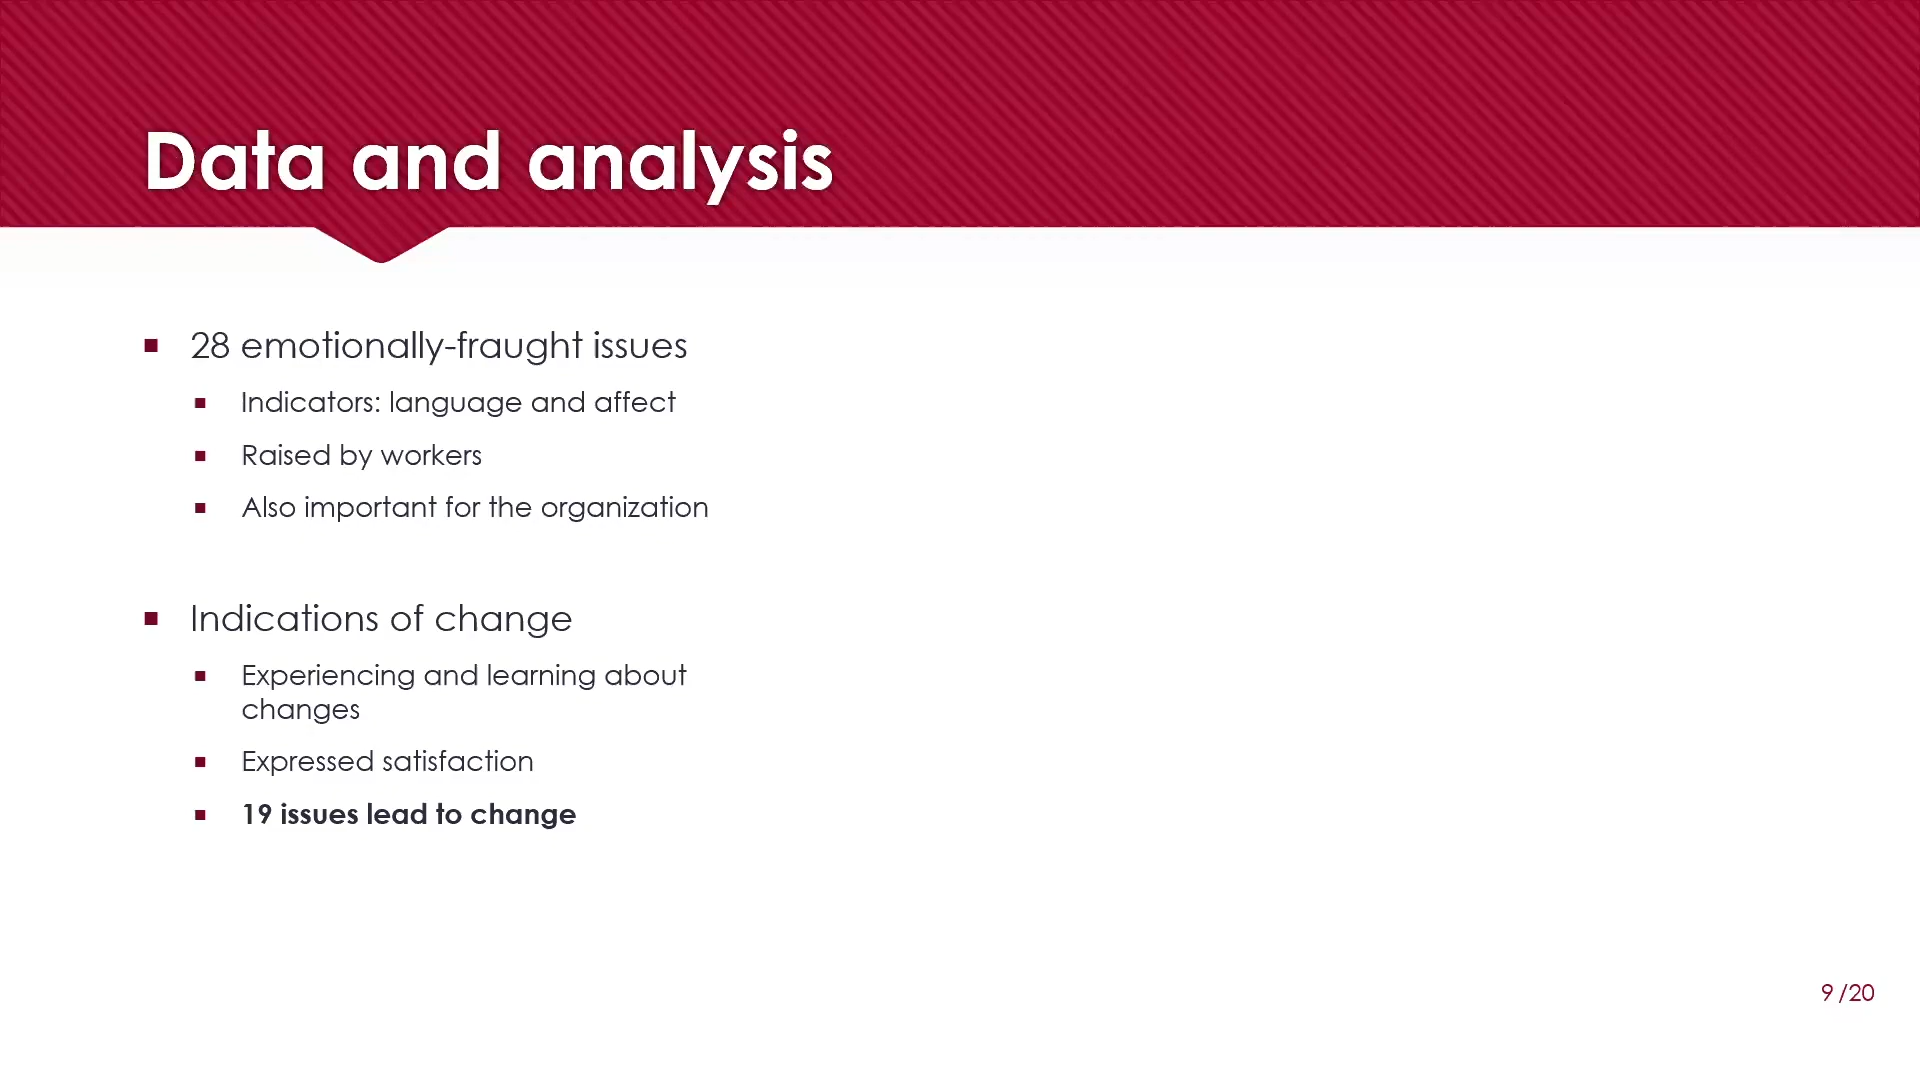 Data and analysis
28 emotionally-fraught issues
Indicators: language and affect
Raised by workers
Also important for the organization
Indications of change
Experiencing and learning about
changes
Expressed satisfaction
19 issues lead to change
9 /20